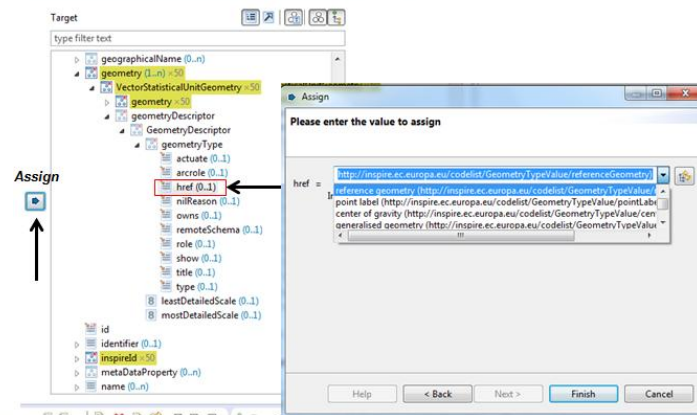 Target
type filter text
geographicalName (0..n)
geometry (1..n) ×50
VectorStatisticalUnitGeometry ×50
geometry ×50
geometryDescriptor
GeometryDescriptor
geometryType
actuate (0..1)
arcrole (0..1)
href (0..1)
nilReason (0..1)
owns (0..1)
remoteSchema (0..1)
role (0..1)
show (0..1)
title (0..1)
type (0..1)
leastDetailedScale (0..1)
mostDetailedScale (0..1)
id
identifier (0..1)
inspireId ×50
metaDataProperty (0..n)
name (0..n)
Assign
Assign
Please enter the value to assign
href =
http://inspire.ec.europa.eu/codelist/GeometryTypeValue/referenceGeometry
reference geometry (http://inspire.ec.europa.eu/codelist/GeometryTypeValue/
point label (http://inspire.ec.europa.eu/codelist/GeometryTypeValue/pointLabe
center of gravity (http://inspire.ec.europa.eu/codelist/GeometryTypeValue/cen
generalised geometry (http://inspire.ec.europa.eu/codelist/GeometryTypeValue
Help
< Back
Next >
Finish
Cancel